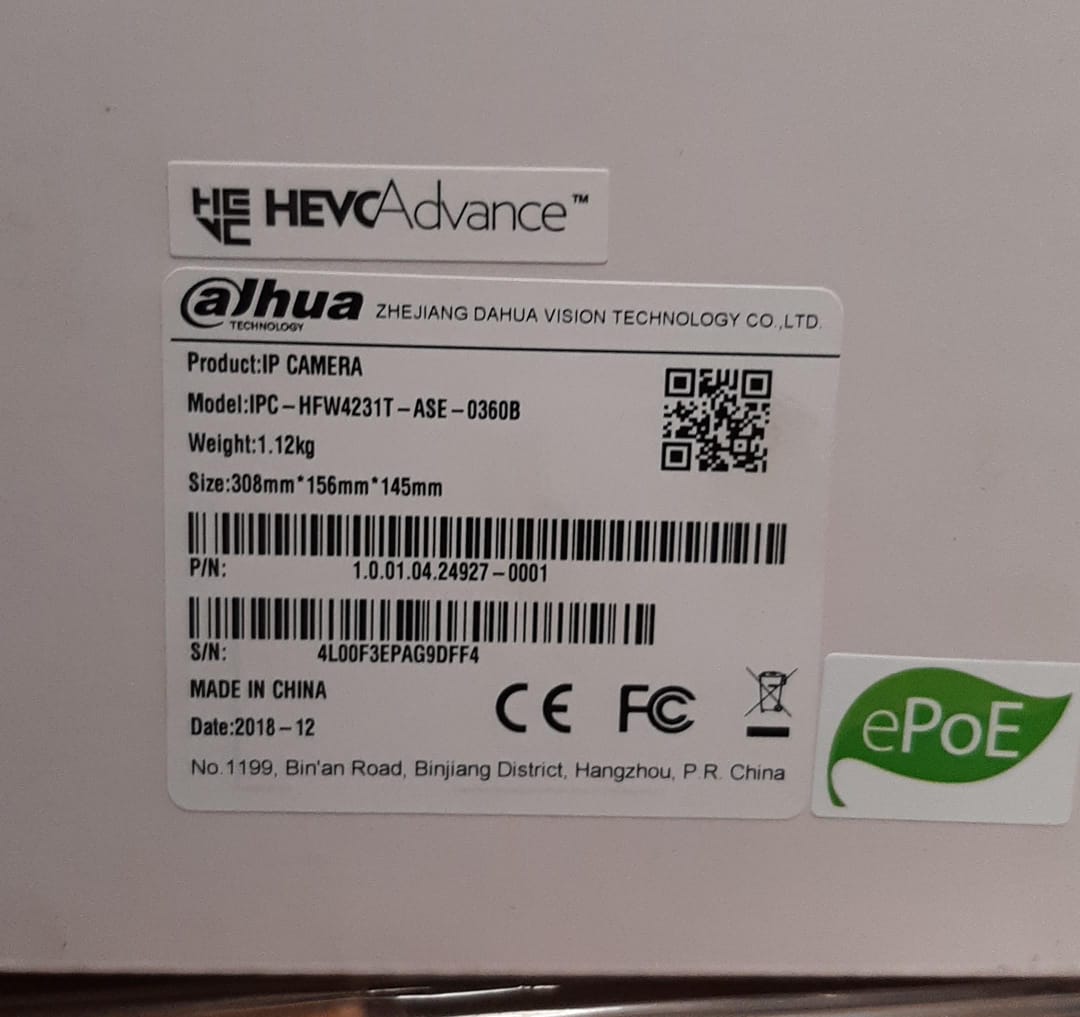 HEVC HEVCAdvance™
alhua ZHEJIANG DAHUA VISION TECHNOLOGY CO.,LTD.
TECHNOLOGY
Product:IP CAMERA
Model:IPC-HFW4231T-ASE-0360B
Weight:1.12kg
Size:308mm*156mm*145mm
P/N: 1.0.01.04.24927-0001
S/N: 4L00F3EPAG9DFF4
MADE IN CHINA
CE FC
Date:2018-12
No.1199, Bin'an Road, Binjiang District, Hangzhou, P.R. China
ePoE